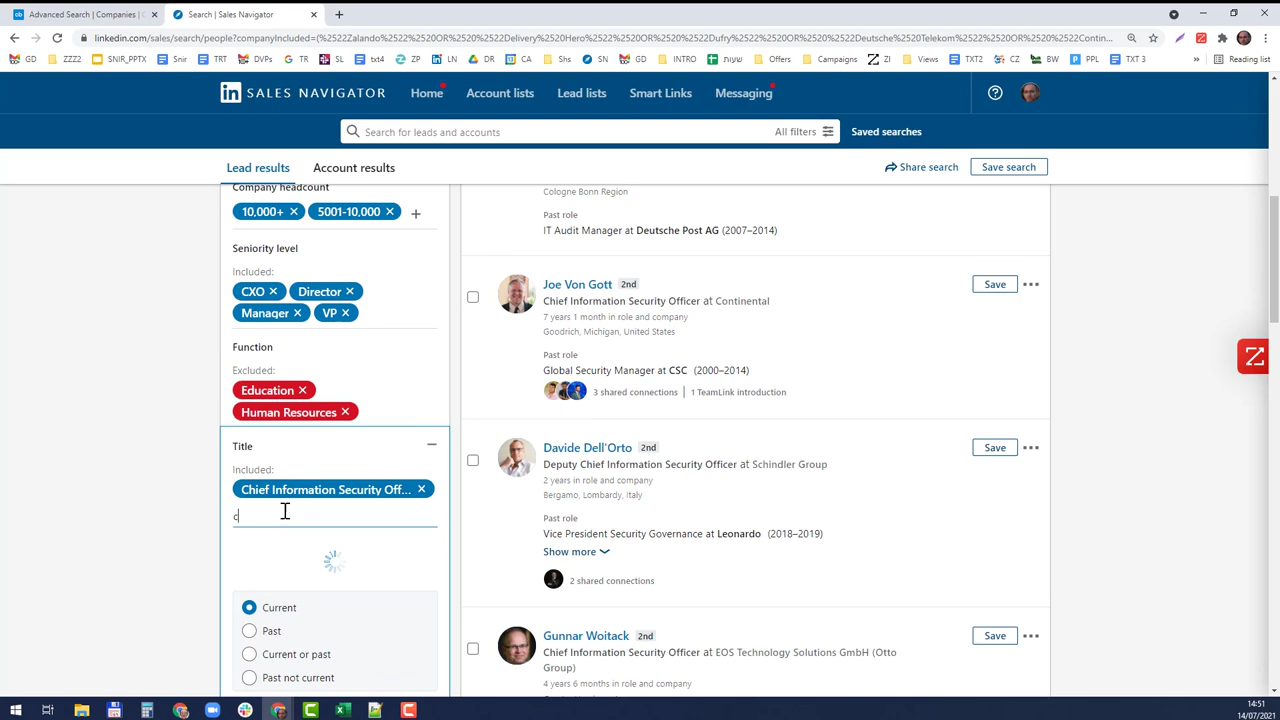 Advanced Search | Companies | C
Search | Sales Navigator
linkedin.com/sales/search/people?companyIncluded=(%2522Zalando%2522%2520OR%2520%2522Delivery%2520Hero%2522%2520OR%2520%2522Dufry%2522%2520OR%2520%2522Deutsche%2520Telekom%2522%2520OR%2520%2522Contin...
GD ZZZ2 SNIR_PPTX Snir TRT DVPs TR SL txt4 ZP LN DR CA Shs SN GD INTRO שעות Offers Campaigns ZI Views TXT2 CZ BW PPL TXT 3 Reading list
SALES NAVIGATOR Home Account lists Lead lists Smart Links Messaging
Search for leads and accounts All filters Saved searches
Lead results Account results Share search Save search
Company headcount
10,000+ 5001-10,000
Seniority level
Included:
CXO Director
Manager VP
Function
Excluded:
Education
Human Resources
Title
Included:
Chief Information Security Off...
c
Current
Past
Current or past
Past not current
Cologne Bonn Region
Past role
IT Audit Manager at Deutsche Post AG (2007–2014)
Joe Von Gott 2nd Save
Chief Information Security Officer at Continental
7 years 1 month in role and company
Goodrich, Michigan, United States
Past role
Global Security Manager at CSC (2000–2014)
3 shared connections | 1 TeamLink introduction
Davide Dell'Orto 2nd Save
Deputy Chief Information Security Officer at Schindler Group
2 years in role and company
Bergamo, Lombardy, Italy
Past role
Vice President Security Governance at Leonardo (2018–2019)
Show more
2 shared connections
Gunnar Woitack 2nd Save
Chief Information Security Officer at EOS Technology Solutions GmbH (Otto
Group)
4 years 6 months in role and company
14:51
14/07/2021